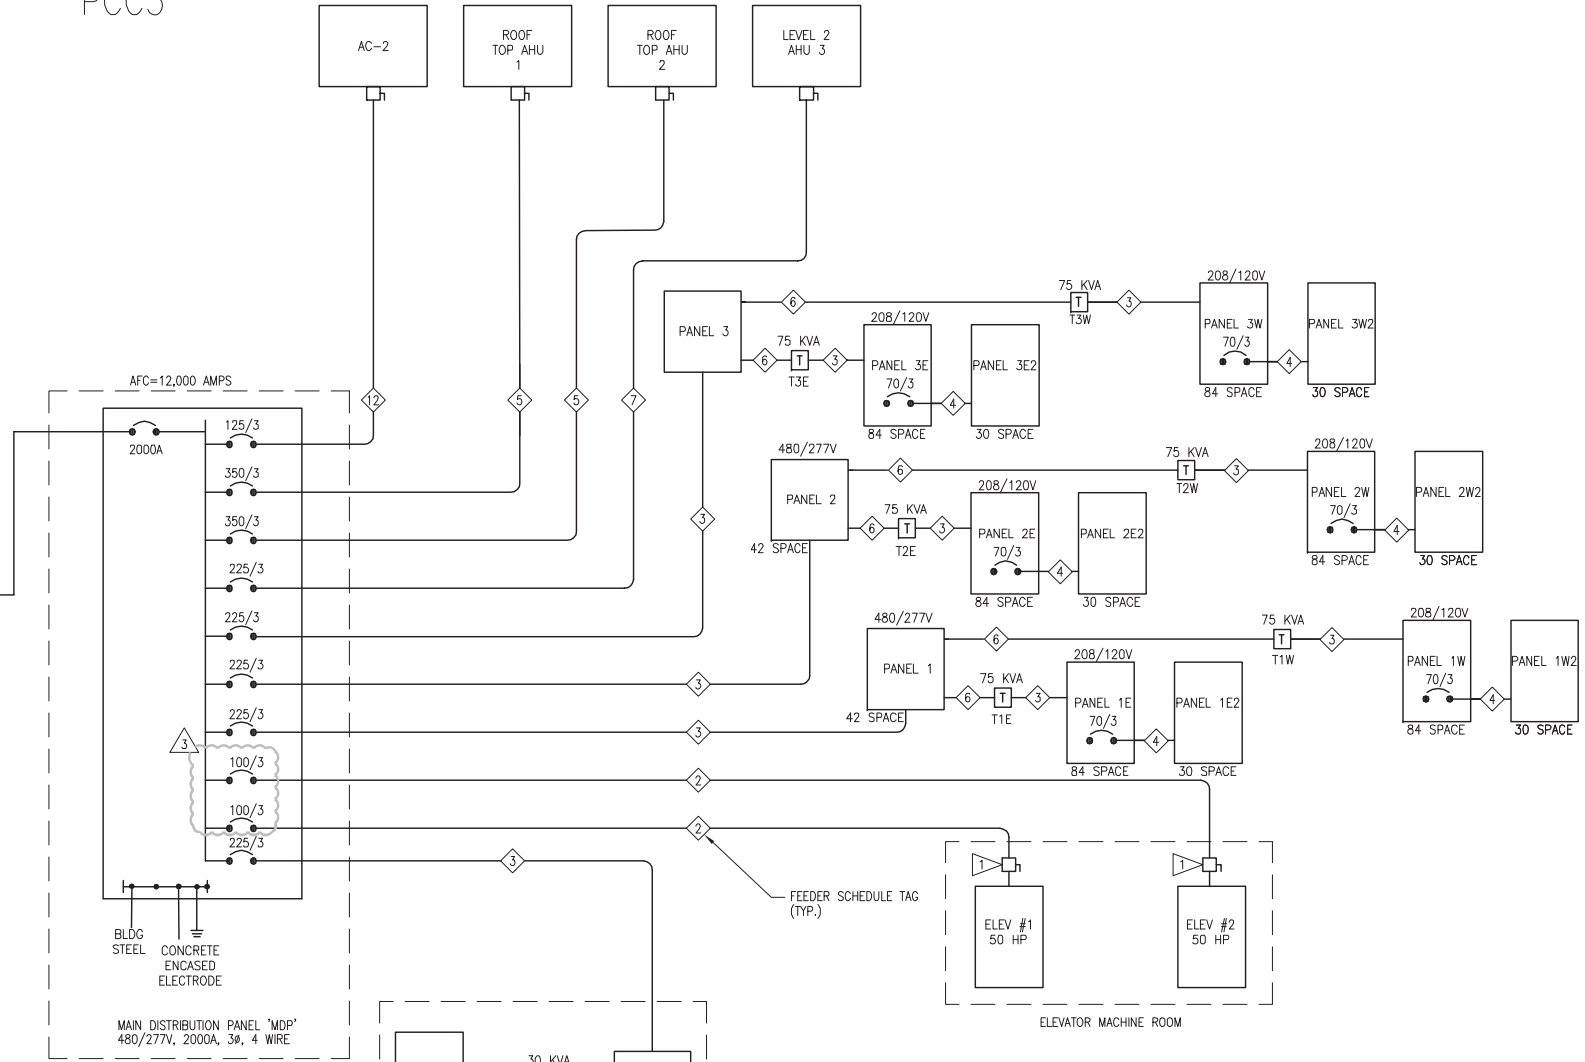 PCC5
AC-2
ROOF
TOP AHU
1
ROOF
TOP AHU
2
LEVEL 2
AHU 3
75 KVA
T
T3W
6
3
208/120V
PANEL 3W
70/3
84 SPACE
4
PANEL 3W2
30 SPACE
PANEL 3
6
75 KVA
T
T3E
3
208/120V
PANEL 3E
70/3
84 SPACE
4
PANEL 3E2
30 SPACE
AFC=12,000 AMPS
12
5
5
7
2000A
125/3
350/3
350/3
225/3
225/3
225/3
225/3
3
100/3
100/3
225/3
480/277V
PANEL 2
42 SPACE
3
6
75 KVA
T
T2W
3
208/120V
PANEL 2W
70/3
84 SPACE
4
PANEL 2W2
30 SPACE
6
75 KVA
T
T2E
3
208/120V
PANEL 2E
70/3
84 SPACE
4
PANEL 2E2
30 SPACE
480/277V
PANEL 1
42 SPACE
3
3
6
75 KVA
T
T1W
3
208/120V
PANEL 1W
70/3
84 SPACE
4
PANEL 1W2
30 SPACE
6
75 KVA
T
T1E
3
208/120V
PANEL 1E
70/3
84 SPACE
4
PANEL 1E2
30 SPACE
2
2
3
FEEDER SCHEDULE TAG
(TYP.)
1
1
ELEV #1
50 HP
ELEV #2
50 HP
ELEVATOR MACHINE ROOM
BLDG
STEEL
CONCRETE
ENCASED
ELECTRODE
MAIN DISTRIBUTION PANEL 'MDP'
480/277V, 2000A, 3ø, 4 WIRE
30 KVA